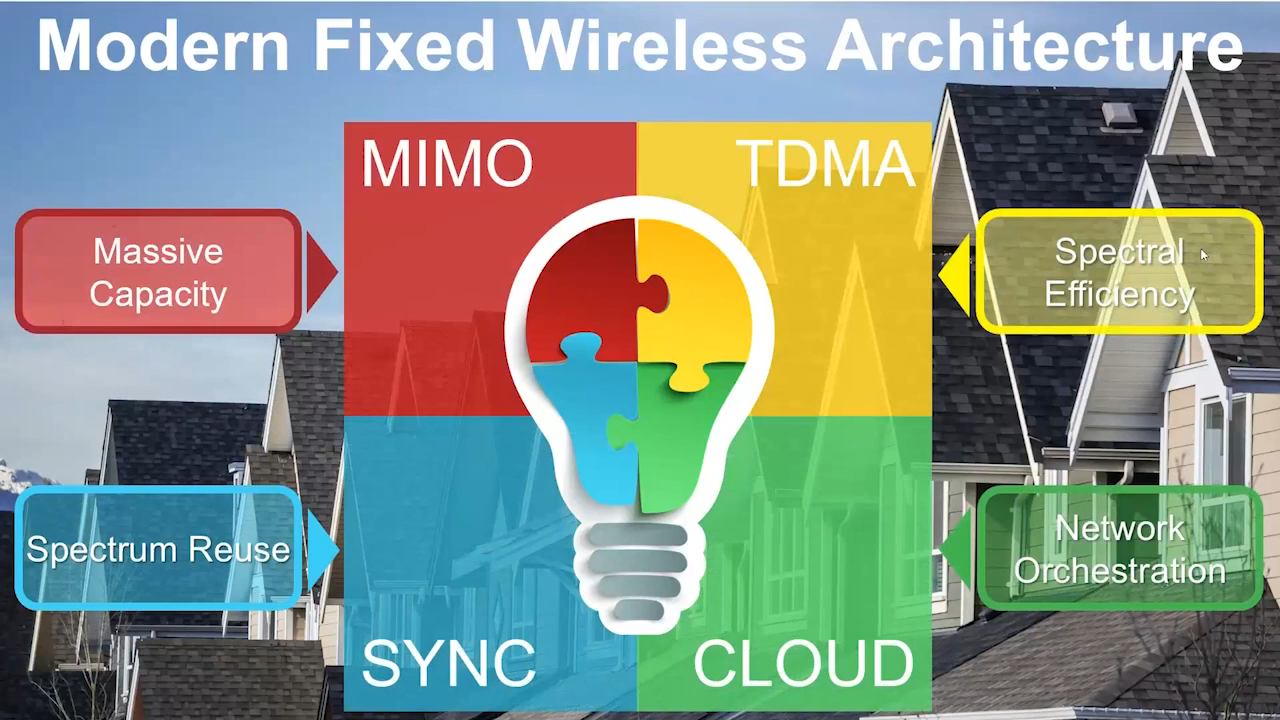 Modern Fixed Wireless Architecture
MIMO
TDMA
Massive
Capacity
Spectral
Efficiency
Spectrum Reuse
Network
Orchestration
SYNC
CLOUD